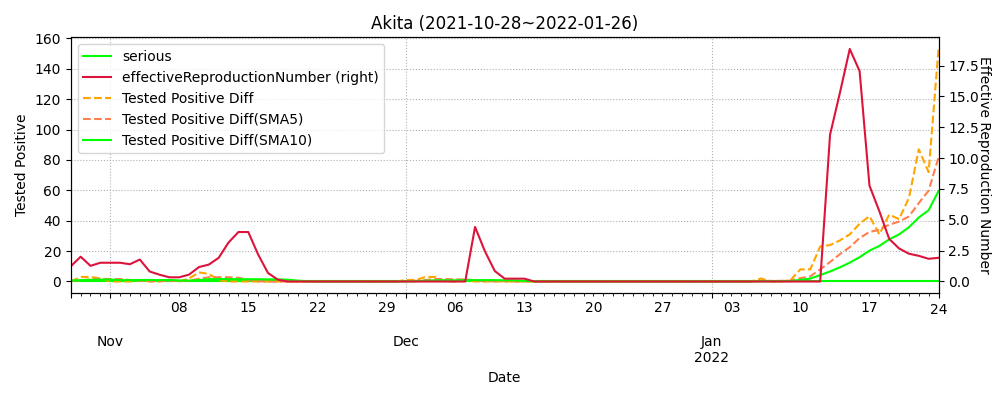 Akita (2021-10-28~2022-01-26)
serious
effectiveReproductionNumber (right)
Tested Positive Diff
Tested Positive Diff(SMA5)
Tested Positive Diff(SMA10)
Tested Positive
160
140
120
100
80
60
40
20
0
17.5
15.0
12.5
10.0
7.5
5.0
2.5
0.0
Effective Reproduction Number
08 15 22 29 06 13 20 27 03 10 17 24
Nov Dec Jan
2022
Date